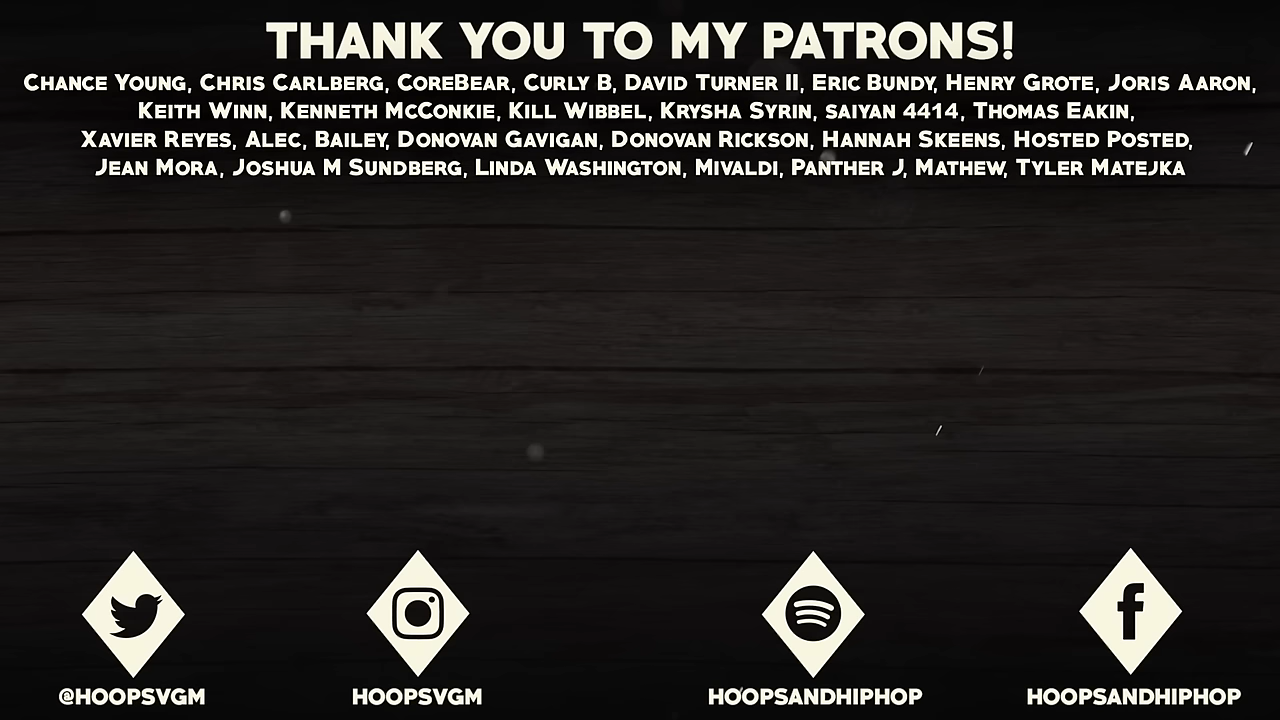 THANK YOU TO MY PATRONS!
Chance Young, Chris Carlberg, CoreBear, Curly B, David Turner II, Eric Bundy, Henry Grote, Joris Aaron,
Keith Winn, Kenneth McConkie, Kill Wibbel, Krysha Syrin, saiyan 4414, Thomas Eakin,
Xavier Reyes, Alec, Bailey, Donovan Gavigan, Donovan Rickson, Hannah Skeens, Hosted Posted,
Jean Mora, Joshua M Sundberg, Linda Washington, Mivaldi, Panther J, Mathew, Tyler Matejka
@HOOPSVGM
HOOPSVGM
HOOPSANDHIPHOP
HOOPSANDHIPHOP